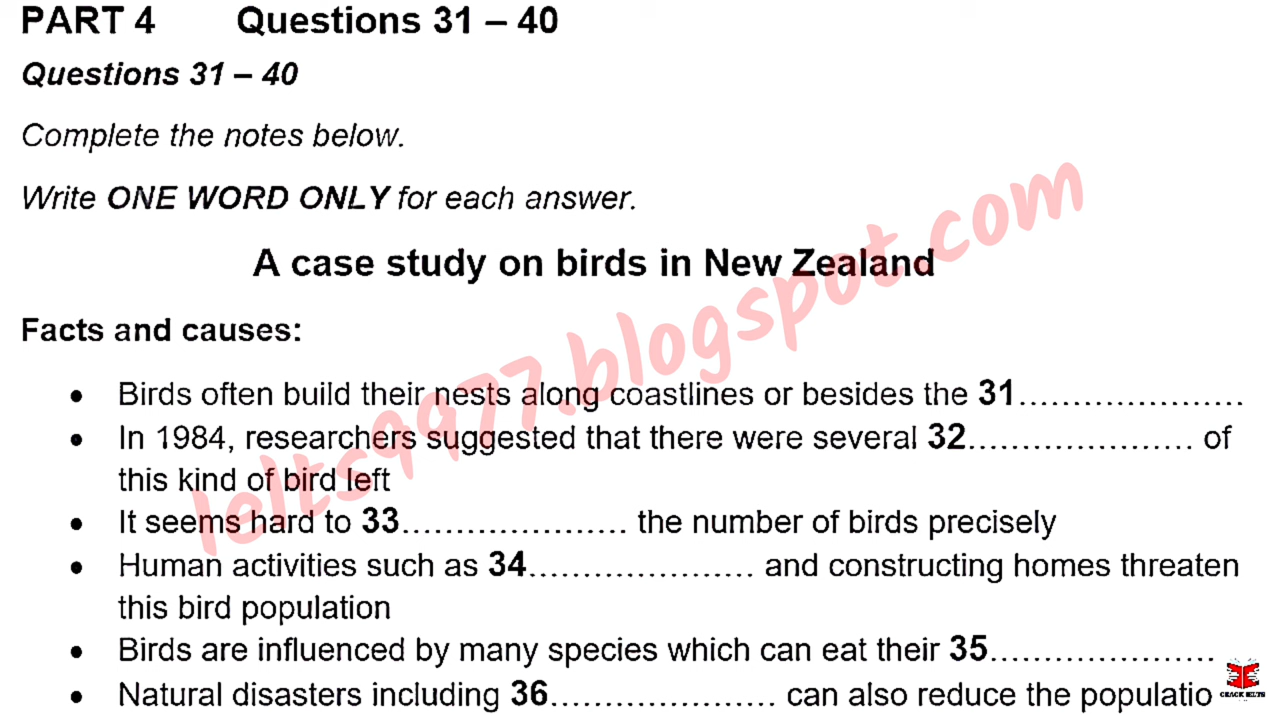 PART 4 Questions 31 – 40
Questions 31 – 40
Complete the notes below.
Write ONE WORD ONLY for each answer.
A case study on birds in New Zealand
Facts and causes:
• Birds often build their nests along coastlines or besides the 31.....................
• In 1984, researchers suggested that there were several 32..................... of
this kind of bird left
• It seems hard to 33..................... the number of birds precisely
• Human activities such as 34..................... and constructing homes threaten
this bird population
• Birds are influenced by many species which can eat their 35.....................
• Natural disasters including 36..................... can also reduce the populatio
Ielts9977.blogspot.com
CRACK IELTS